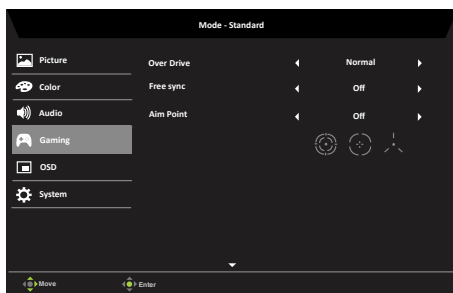 Mode - Standard
Picture
Over Drive Normal
Color
Free sync Off
Audio
Aim Point Off
Gaming
OSD
System
Move Enter